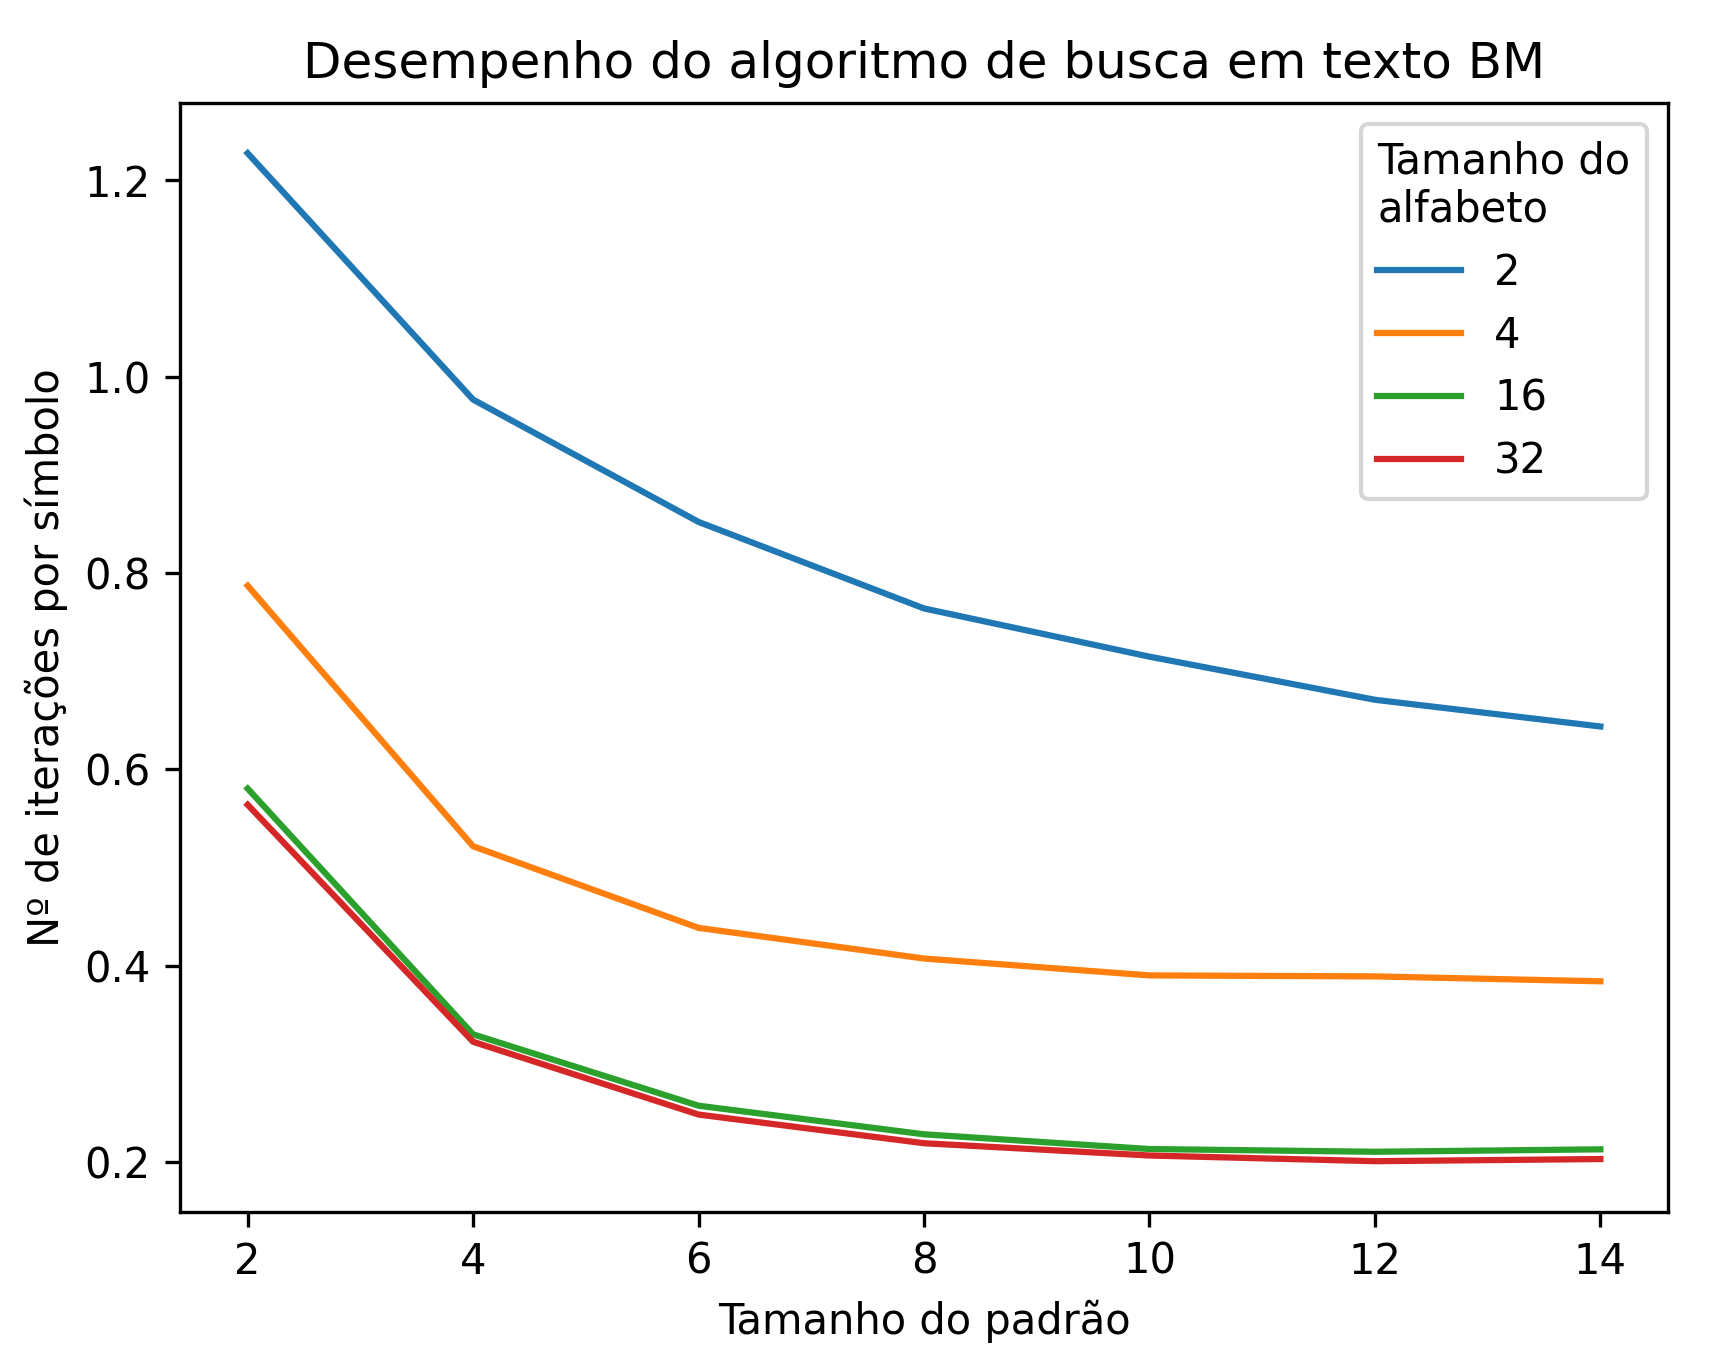 Desempenho do algoritmo de busca em texto BM
Tamanho do
alfabeto
2
4
16
32
Nº de iterações por símbolo
1.2
1.0
0.8
0.6
0.4
0.2
2 4 6 8 10 12 14
Tamanho do padrão